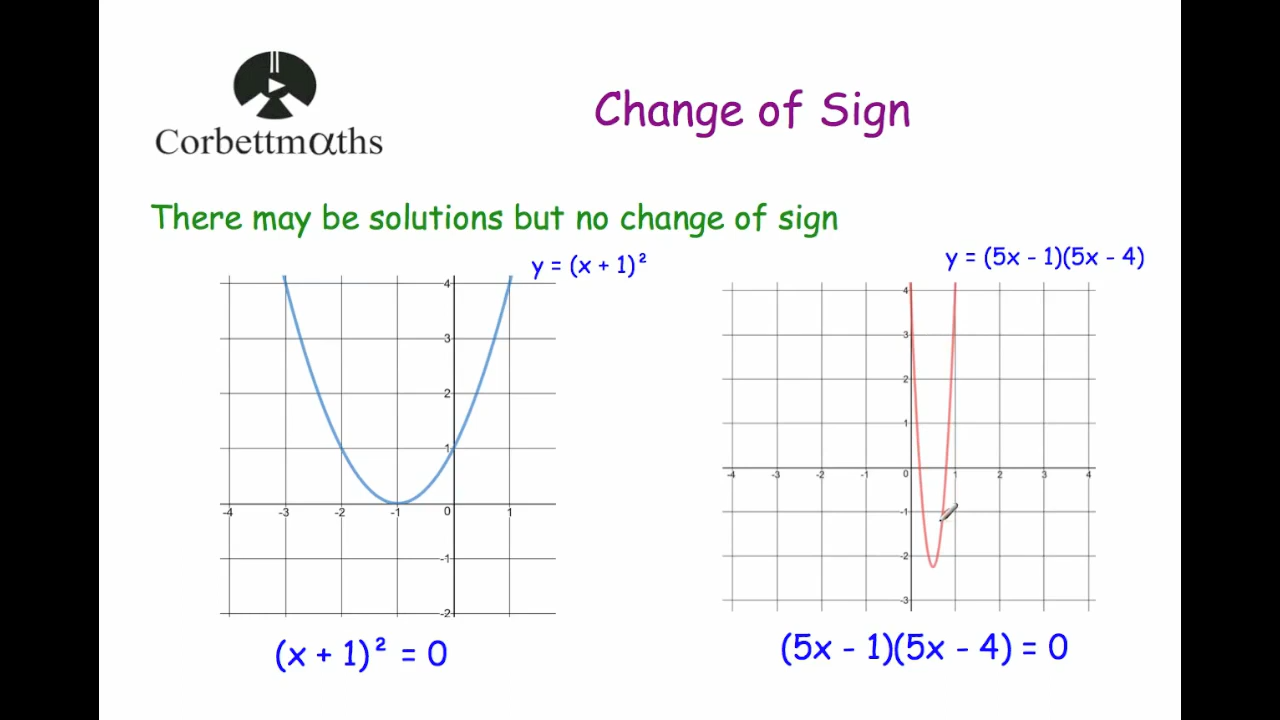 Corbettmαths
Change of Sign
There may be solutions but no change of sign
y = (x + 1)²
y = (5x - 1)(5x - 4)
4
3
2
1
-4 -3 -2 -1 0 1
-1
-2
4
3
2
1
-4 -3 -2 -1 0 1 2 3 4
-1
-2
-3
(x + 1)² = 0
(5x - 1)(5x - 4) = 0